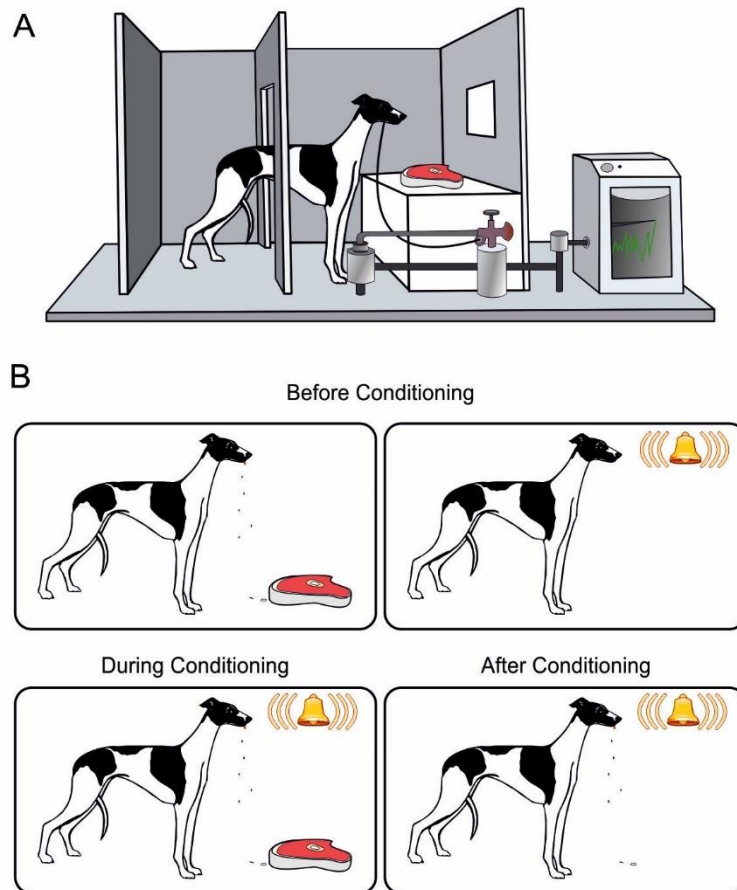 A
B
Before Conditioning
During Conditioning
After Conditioning